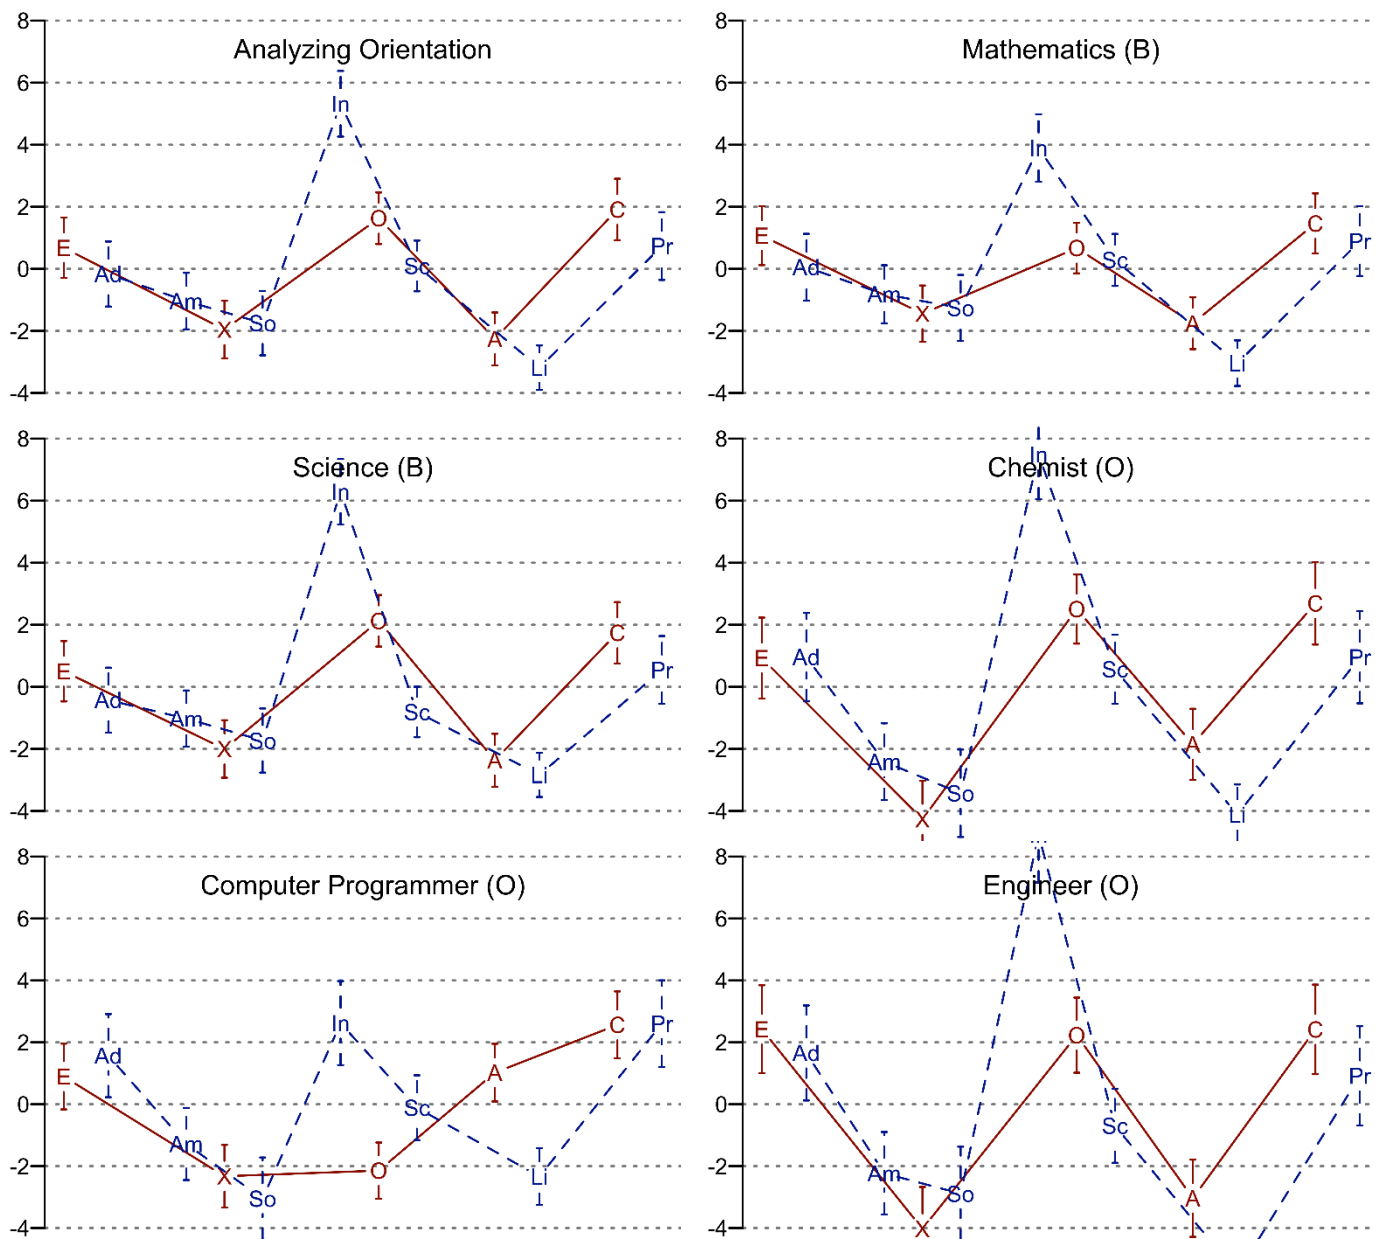 8
6
4
2
0
-2
-4
Analyzing Orientation
E
Ad
Am
X
So
In
O
Sc
A
Li
C
Pr
8
6
4
2
0
-2
-4
Mathematics (B)
E
Ad
Am
X
So
In
O
Sc
A
Li
C
Pr
8
6
4
2
0
-2
-4
Science (B)
E
Ad
Am
X
So
In
O
Sc
A
Li
C
Pr
8
6
4
2
0
-2
-4
Chemist (O)
E
Ad
Am
X
So
In
O
Sc
A
Li
C
Pr
8
6
4
2
0
-2
-4
Computer Programmer (O)
E
Ad
Am
X
So
In
O
Sc
A
Li
C
Pr
8
6
4
2
0
-2
-4
Engineer (O)
E
Ad
Am
X
So
O
Sc
A
C
Pr